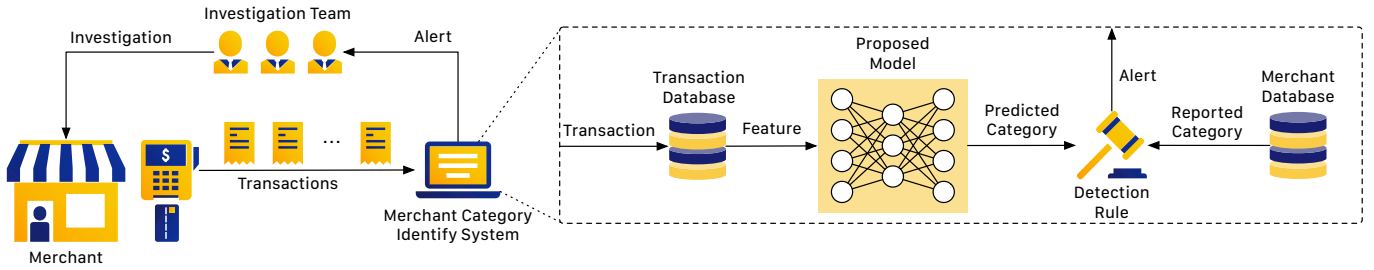 Investigation Team
Investigation
Alert
$
...
Transactions
Merchant
Merchant Category
Identify System
Transaction
Transaction
Database
Feature
Proposed
Model
Predicted
Category
Alert
Detection
Rule
Reported
Category
Merchant
Database